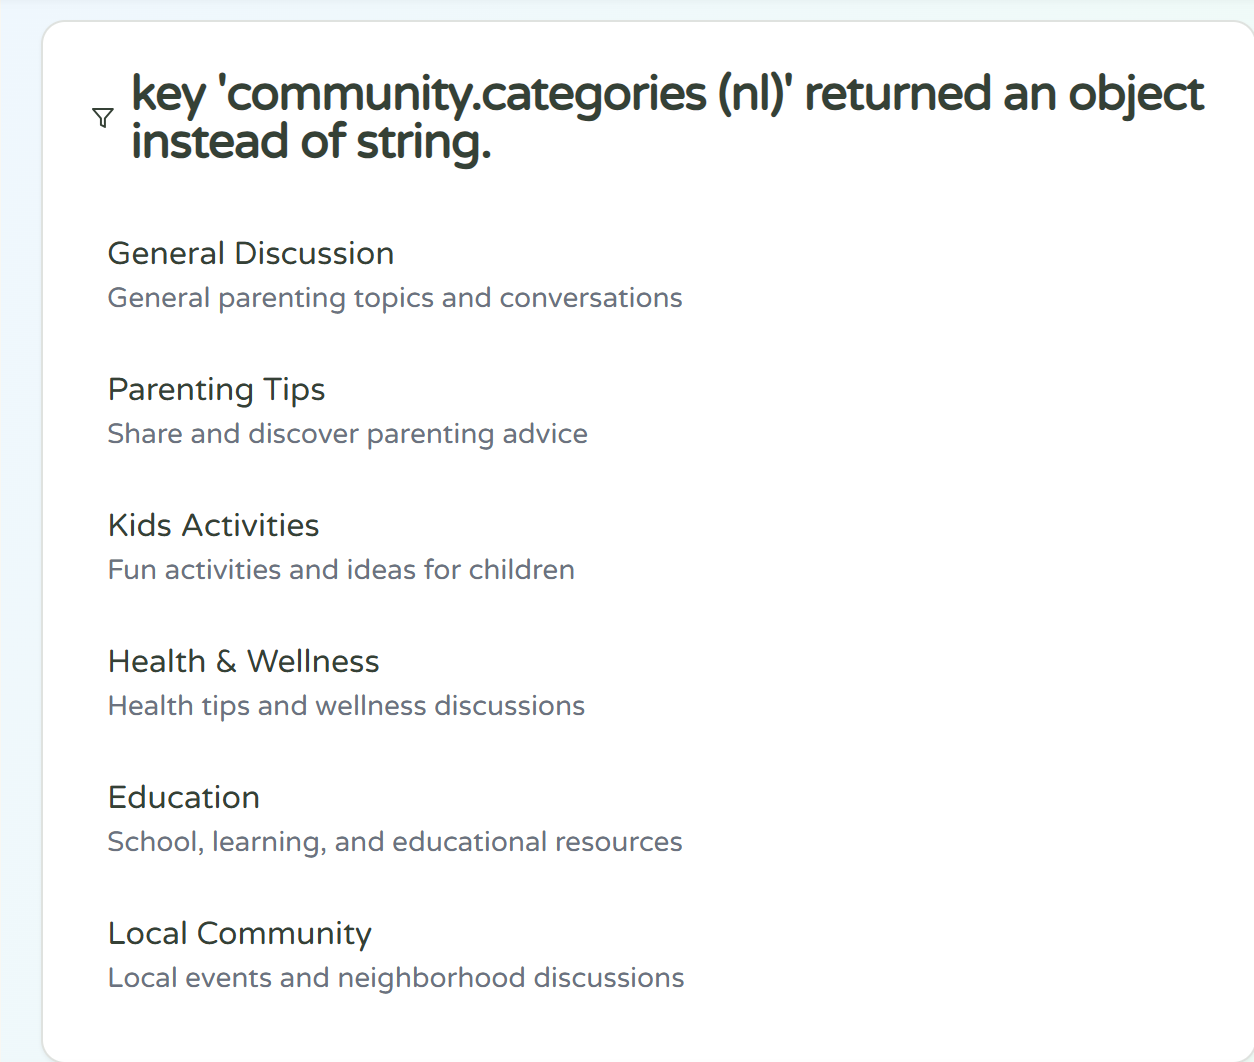 key 'community.categories (nl)' returned an object
instead of string.
General Discussion
General parenting topics and conversations
Parenting Tips
Share and discover parenting advice
Kids Activities
Fun activities and ideas for children
Health & Wellness
Health tips and wellness discussions
Education
School, learning, and educational resources
Local Community
Local events and neighborhood discussions